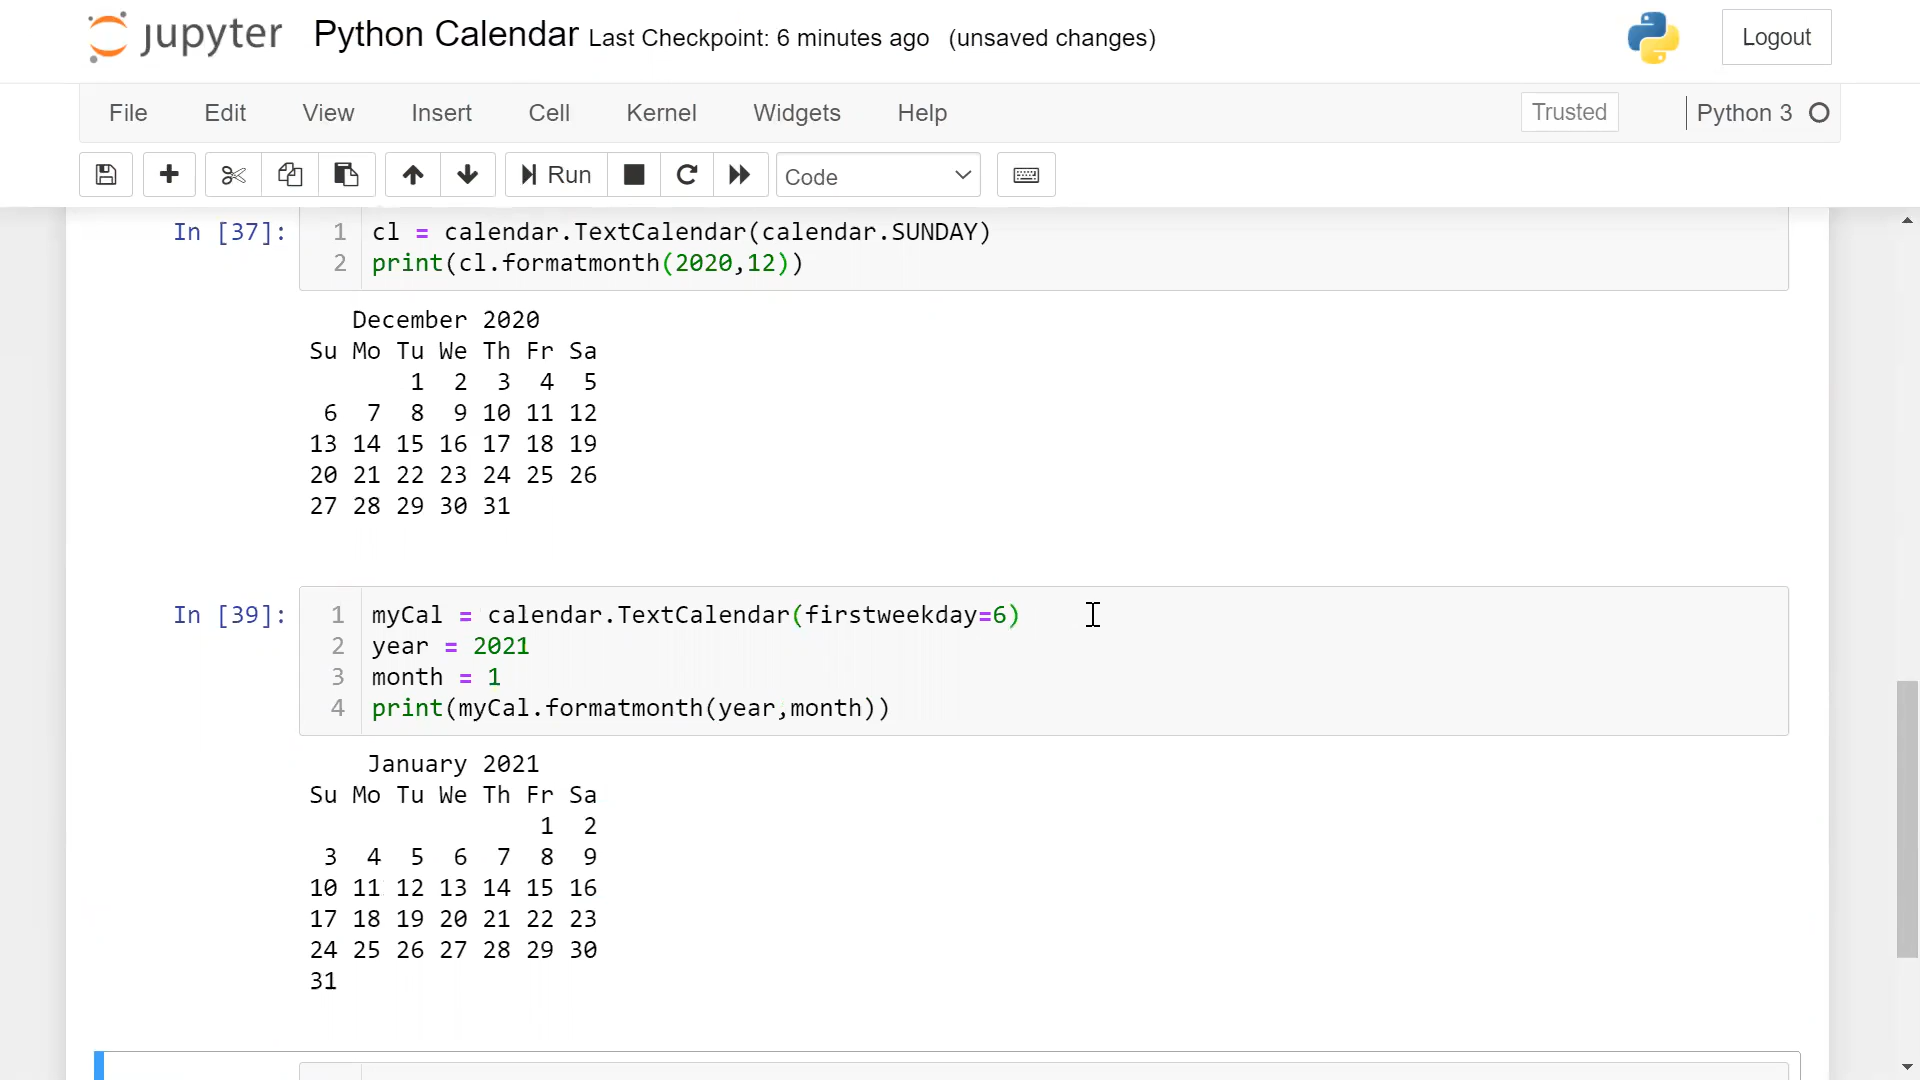 jupyter Python Calendar Last Checkpoint: 6 minutes ago (unsaved changes) Logout
File Edit View Insert Cell Kernel Widgets Help Trusted Python 3
Run Code
In [37]: 1 cl = calendar.TextCalendar(calendar.SUNDAY)
2 print(cl.formatmonth(2020,12))
December 2020
Su Mo Tu We Th Fr Sa
1 2 3 4 5
6 7 8 9 10 11 12
13 14 15 16 17 18 19
20 21 22 23 24 25 26
27 28 29 30 31
In [39]: 1 myCal = calendar.TextCalendar(firstweekday=6)
2 year = 2021
3 month = 1
4 print(myCal.formatmonth(year,month))
January 2021
Su Mo Tu We Th Fr Sa
1 2
3 4 5 6 7 8 9
10 11 12 13 14 15 16
17 18 19 20 21 22 23
24 25 26 27 28 29 30
31